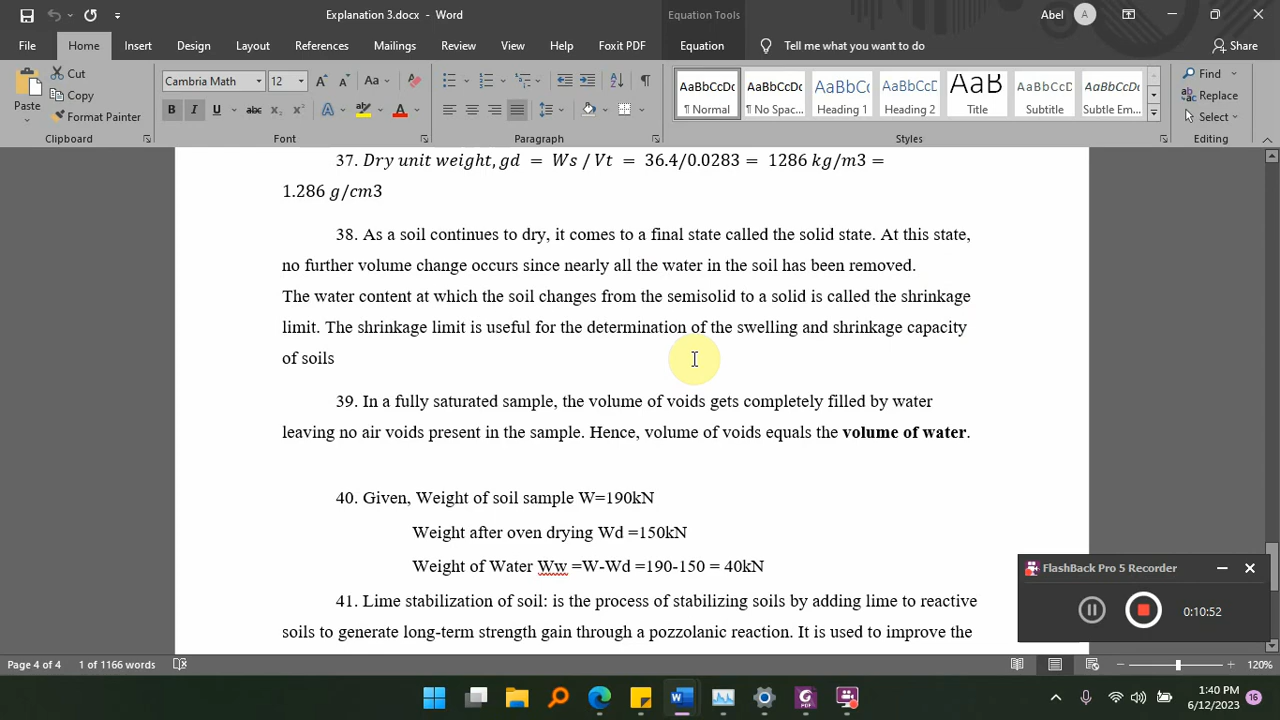 Explanation 3.docx - Word
Equation Tools
Abel
A
File
Home
Insert
Design
Layout
References
Mailings
Review
View
Help
Foxit PDF
Equation
Tell me what you want to do
Share
Paste
Cut
Copy
Format Painter
Clipboard
Cambria Math
12
Font
Paragraph
AaBbCcDc
¶ Normal
AaBbCcDc
¶ No Spac...
AaBbCc
Heading 1
AaBbCcD
Heading 2
AaB
Title
AaBbCcD
Subtitle
AaBbCcDc
Subtle Em...
Styles
Find
Replace
Select
Editing
37. Dry unit weight, gd = Ws / Vt = 36.4/0.0283 = 1286 kg/m3 =
1.286 g/cm3
38. As a soil continues to dry, it comes to a final state called the solid state. At this state,
no further volume change occurs since nearly all the water in the soil has been removed.
The water content at which the soil changes from the semisolid to a solid is called the shrinkage
limit. The shrinkage limit is useful for the determination of the swelling and shrinkage capacity
of soils
39. In a fully saturated sample, the volume of voids gets completely filled by water
leaving no air voids present in the sample. Hence, volume of voids equals the volume of water.
40. Given, Weight of soil sample W=190kN
Weight after oven drying Wd =150kN
Weight of Water Ww =W-Wd =190-150 = 40kN
41. Lime stabilization of soil: is the process of stabilizing soils by adding lime to reactive
soils to generate long-term strength gain through a pozzolanic reaction. It is used to improve the
FlashBack Pro 5 Recorder
0:10:52
Page 4 of 4
1 of 1166 words
120%
1:40 PM
6/12/2023
16